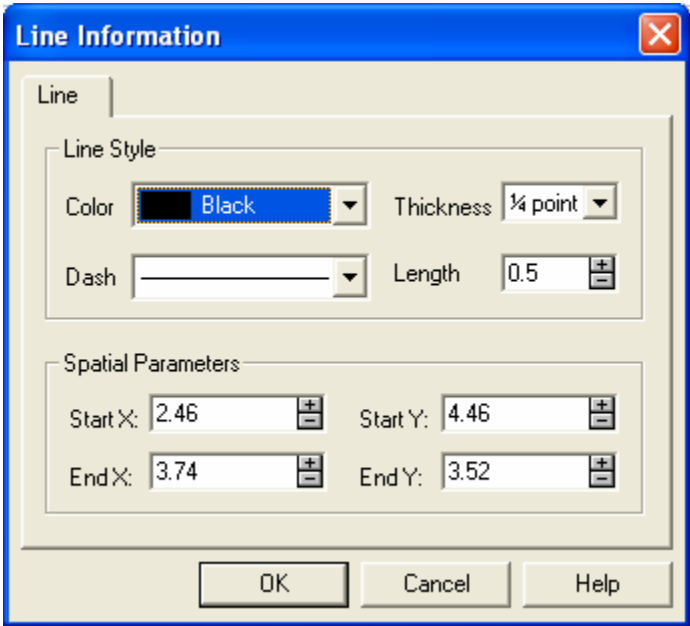 Line Information
Line
Line Style
Color Black Thickness ¼ point
Dash Length 0.5
Spatial Parameters
Start X: 2.46 Start Y: 4.46
End X: 3.74 End Y: 3.52
OK Cancel Help